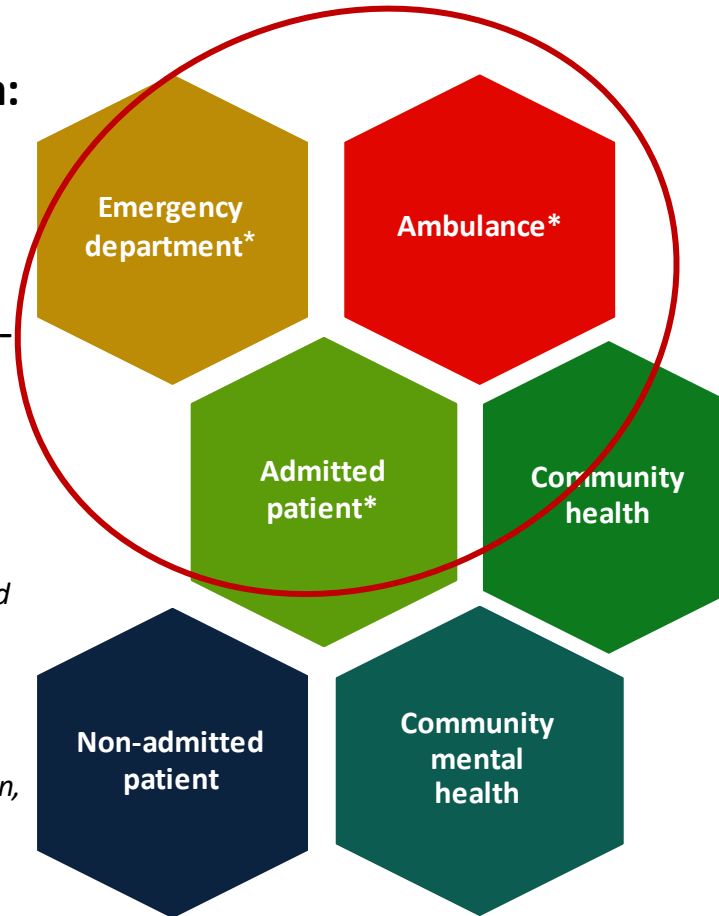 :
Emergency
department*
Ambulance*
–
Admitted
patient*
Community
health
Non-admitted
patient
Community
mental
health